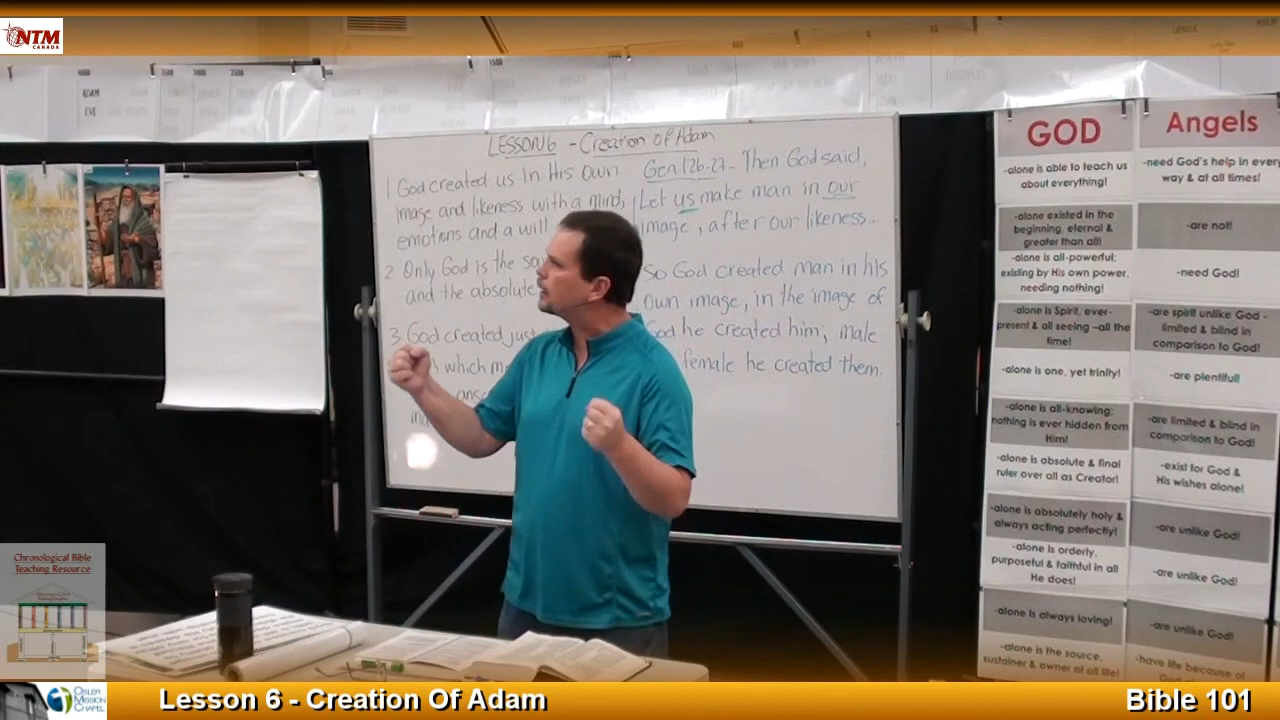 NTM
CANADA
ADAM
EVE
LESSON 6 - Creation of Adam
1 God created us in His Own
image and likeness with a mind,
emotions and a will
2 Only God is the
and the absolute
3 God created just
which
Gen. 1:26-27 - Then God said,
Let us make man in our
image, after our likeness...
So God created man in his
own image, in the image of
God he created him; male
female he created them.
GOD
-alone is able to teach us
about everything!
-alone existed in the
beginning, eternal &
greater than all!
-alone is all-powerful;
existing by His own power,
needing nothing!
-alone is Spirit, ever-
present & all seeing -all the
time!
-alone is one, yet trinity!
-alone is all-knowing;
nothing is ever hidden from
Him!
-alone is absolute & final
ruler over all as Creator!
-alone is absolutely holy &
always acting perfectly!
-alone is orderly,
purposeful & faithful in all
He does!
-alone is always loving!
-alone is the source,
sustainer & owner of all life!
Angels
-need God's help in every
way & at all times!
-are not!
-need God!
-are spirit unlike God -
limited & blind in
comparison to God!
-are plentiful!
-are limited & blind in
comparison to God!
-exist for God &
His wishes alone!
-are unlike God!
-are unlike God!
-are unlike God!
-have life because of
Chronological Bible
Teaching Resource
OSLER
MISSION
CHAPEL
Lesson 6 - Creation Of Adam
Bible 101